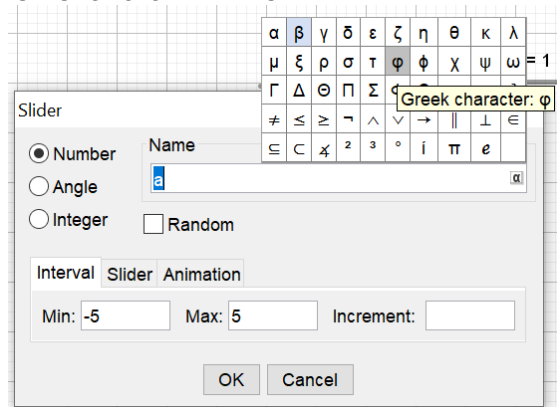 α β γ δ ε ζ η θ κ λ
μ ξ ρ σ τ φ ϕ χ ψ ω = 1
Γ Δ Θ Π Σ
Greek character: φ
≠ ≤ ≥ ¬ ∧ ∨ → ∥ ⊥ ∈
⊆ ⊂ ∡ ² ³ ° í π e
Slider
Number
Name
Angle
a
α
Integer
Random
Interval Slider Animation
Min: -5 Max: 5 Increment:
OK Cancel